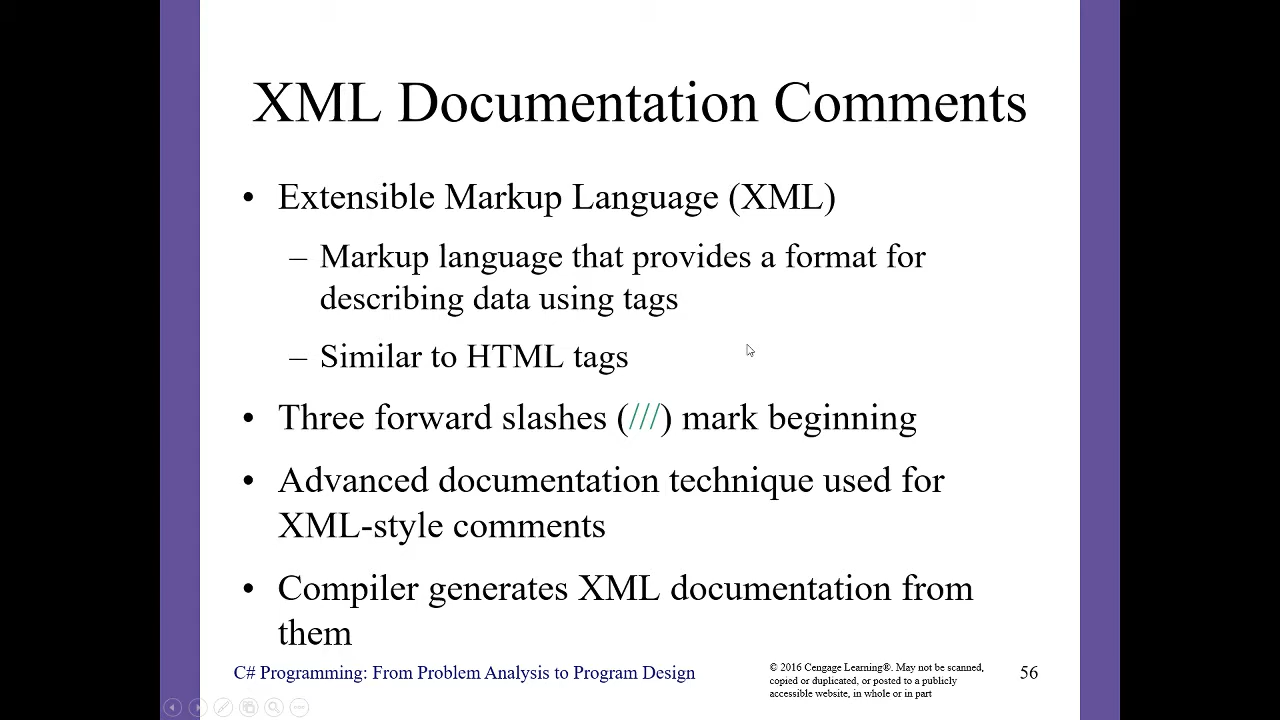 XML Documentation Comments
• Extensible Markup Language (XML)
– Markup language that provides a format for
describing data using tags
– Similar to HTML tags
• Three forward slashes (///) mark beginning
• Advanced documentation technique used for
XML-style comments
• Compiler generates XML documentation from
them
C# Programming: From Problem Analysis to Program Design
© 2016 Cengage Learning®. May not be scanned,
copied or duplicated, or posted to a publicly
accessible website, in whole or in part
56